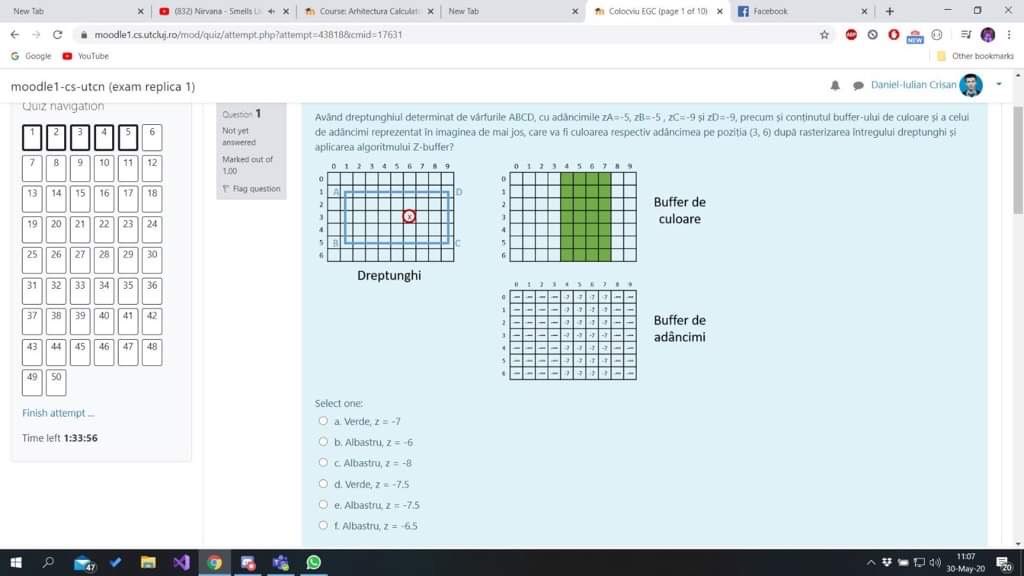 New Tab
(832) Nirvana - Smells Li
Course: Arhitectura Calculat
New Tab
Colocviu EGC (page 1 of 10)
Facebook
moodle1.cs.utcluj.ro/mod/quiz/attempt.php?attempt=43818&cmid=17631
ABP
NEW
Google
YouTube
Other bookmarks
moodle1-cs-utcn (exam replica 1)
Daniel-Iulian Crisan
Quiz navigation
1 2 3 4 5 6
7 8 9 10 11 12
13 14 15 16 17 18
19 20 21 22 23 24
25 26 27 28 29 30
31 32 33 34 35 36
37 38 39 40 41 42
43 44 45 46 47 48
49 50
Finish attempt ...
Time left 1:33:56
Question 1
Not yet
answered
Marked out of
1.00
Flag question
Având dreptunghiul determinat de vârfurile ABCD, cu adâncimile zA=-5, zB=-5 , zC=-9 și zD=-9, precum și conținutul buffer-ului de culoare și a celui
de adâncimi reprezentat în imaginea de mai jos, care va fi culoarea respectiv adâncimea pe poziția (3, 6) după rasterizarea întregului dreptunghi și
aplicarea algoritmului Z-buffer?
0 1 2 3 4 5 6 7 8 9
0
1 A D
2
3 x
4
5 B C
6
Dreptunghi
0 1 2 3 4 5 6 7 8 9
0
1
2
3
4
5
6
Buffer de
culoare
0 1 2 3 4 5 6 7 8 9
0 -∞ -∞ -∞ -∞ -7 -7 -7 -7 -∞ -∞
1 -∞ -∞ -∞ -∞ -7 -7 -7 -7 -∞ -∞
2 -∞ -∞ -∞ -∞ -7 -7 -7 -7 -∞ -∞
3 -∞ -∞ -∞ -∞ -7 -7 -7 -7 -∞ -∞
4 -∞ -∞ -∞ -∞ -7 -7 -7 -7 -∞ -∞
5 -∞ -∞ -∞ -∞ -7 -7 -7 -7 -∞ -∞
6 -∞ -∞ -∞ -∞ -7 -7 -7 -7 -∞ -∞
Buffer de
adâncimi
Select one:
a. Verde, z = -7
b. Albastru, z = -6
c. Albastru, z = -8
d. Verde, z = -7.5
e. Albastru, z = -7.5
f. Albastru, z = -6.5
47
11:07
30-May-20
20